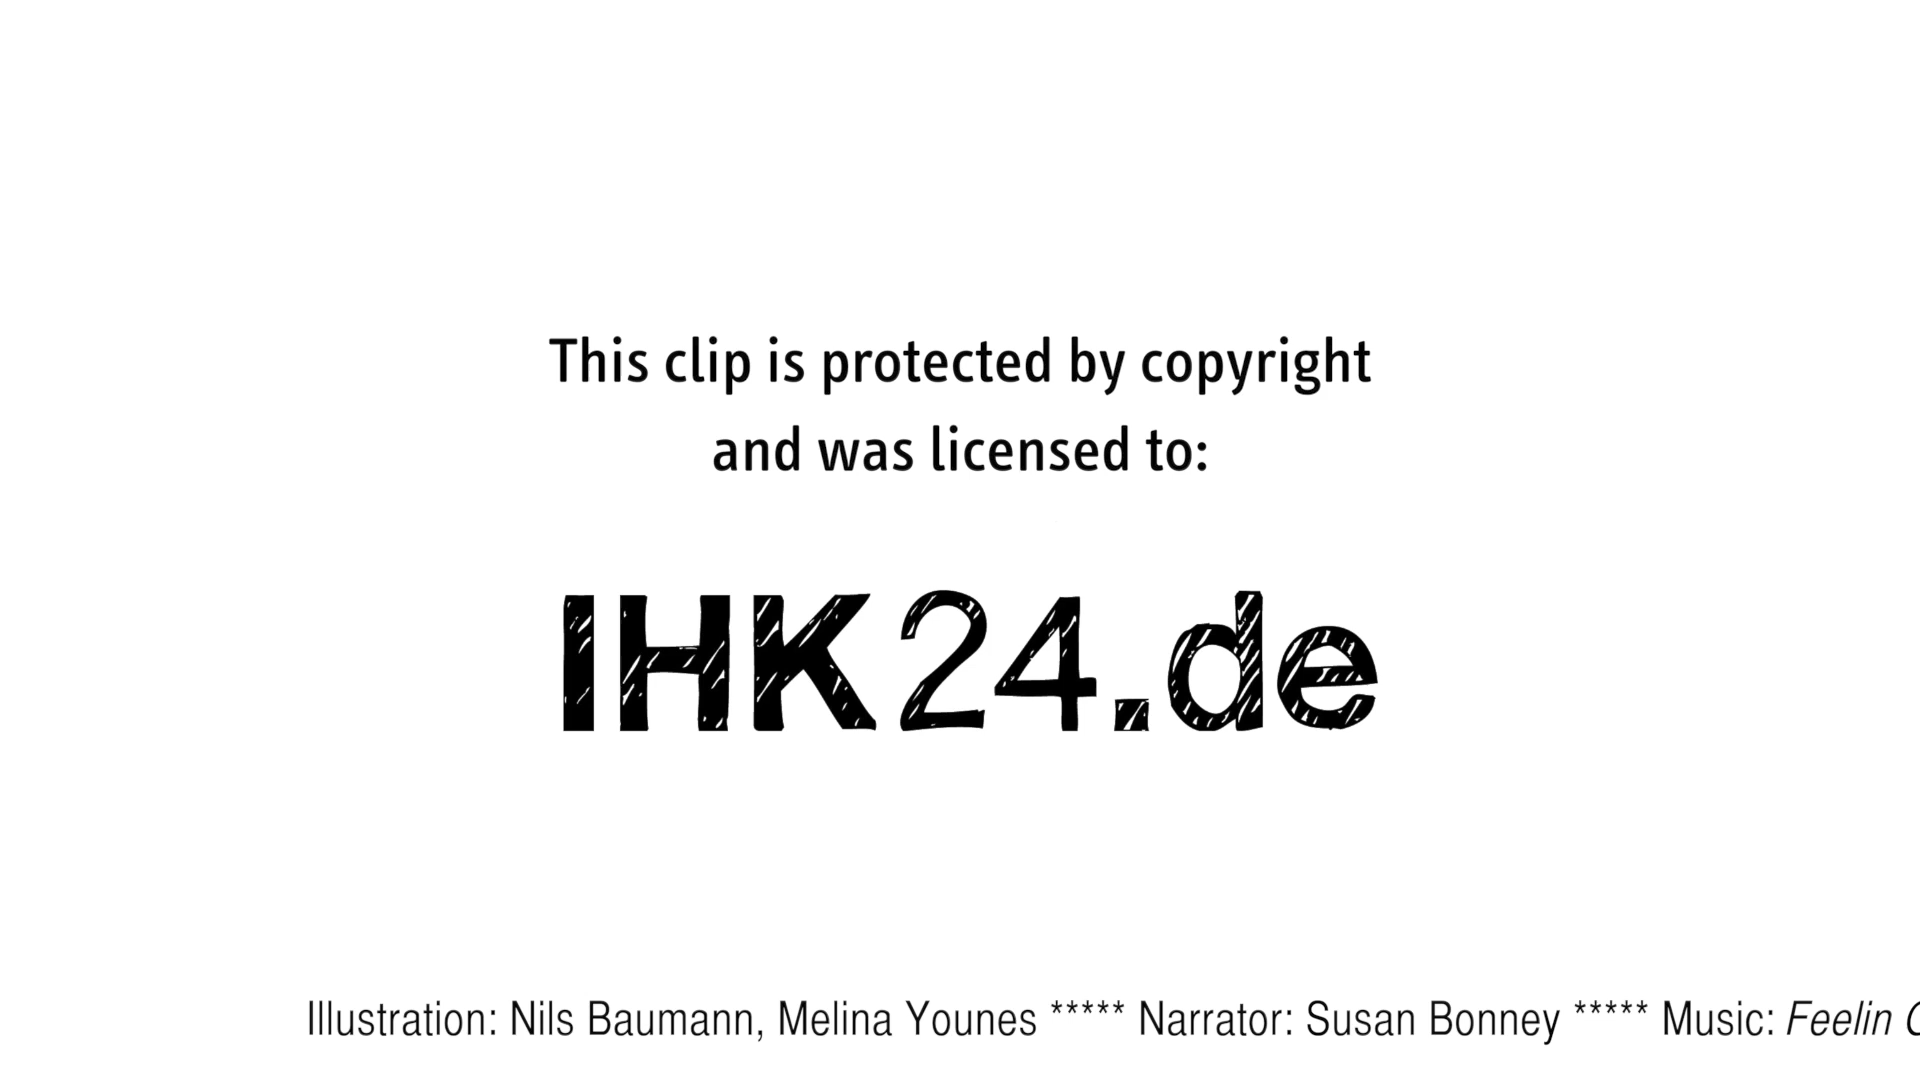 This clip is protected by copyright
and was licensed to:
IHK24.de
Illustration: Nils Baumann, Melina Younes ***** Narrator: Susan Bonney ***** Music: Feelin